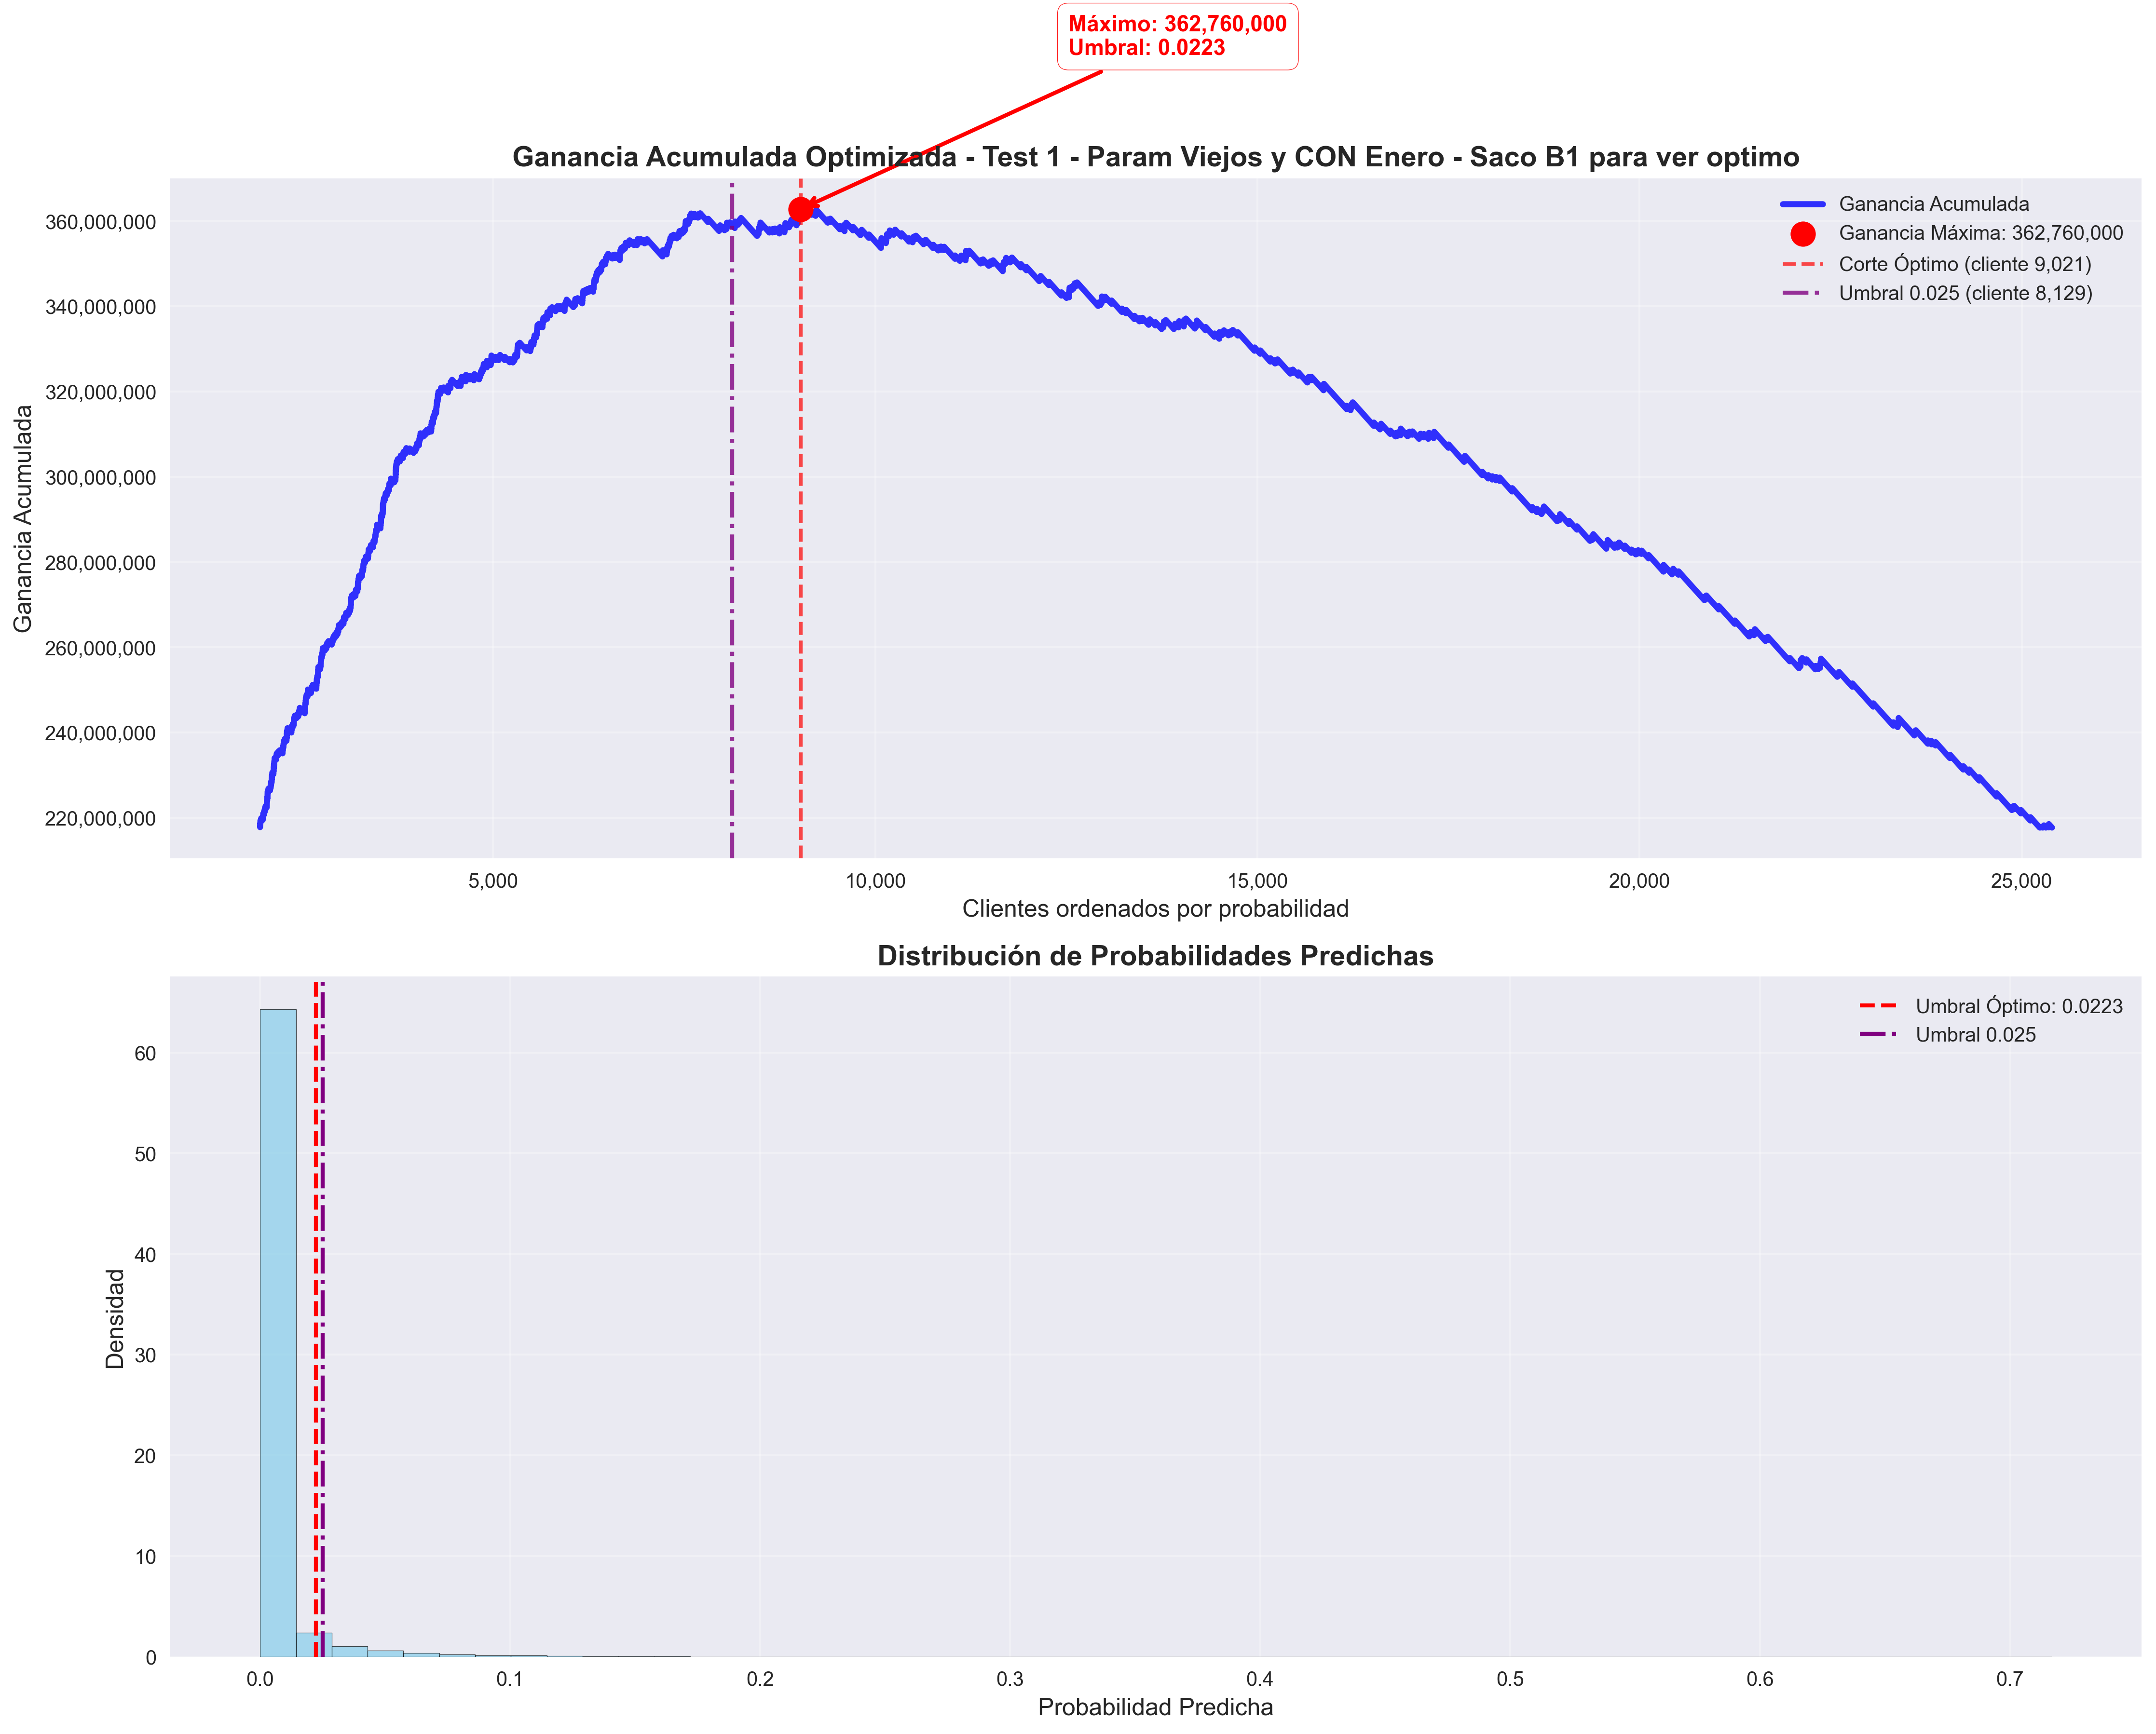 Máximo: 362,760,000
Umbral: 0.0223
Ganancia Acumulada Optimizada - Test 1 - Param Viejos y CON Enero - Saco B1 para ver optimo
Ganancia Acumulada
Ganancia Máxima: 362,760,000
Corte Óptimo (cliente 9,021)
Umbral 0.025 (cliente 8,129)
Ganancia Acumulada
360,000,000
340,000,000
320,000,000
300,000,000
280,000,000
260,000,000
240,000,000
220,000,000
5,000
10,000
15,000
20,000
25,000
Clientes ordenados por probabilidad
Distribución de Probabilidades Predichas
Umbral Óptimo: 0.0223
Umbral 0.025
Densidad
60
50
40
30
20
10
0
0.0
0.1
0.2
0.3
0.4
0.5
0.6
0.7
Probabilidad Predicha